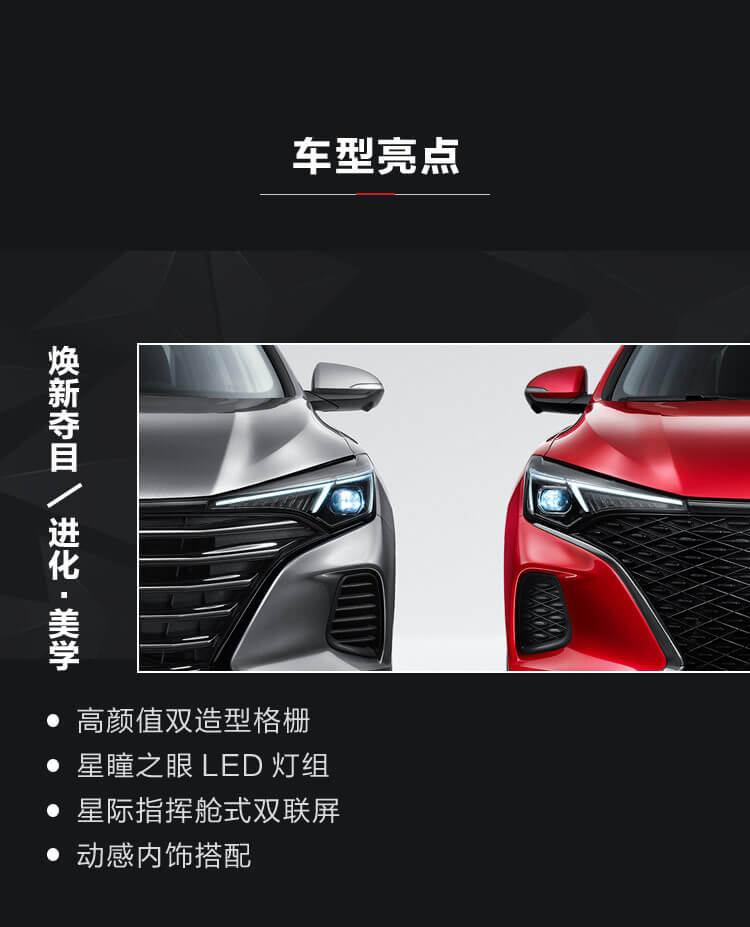 车型亮点
焕新夺目／进化·美学
高颜值双造型格栅
星瞳之眼 LED 灯组
星际指挥舱式双联屏
动感内饰搭配